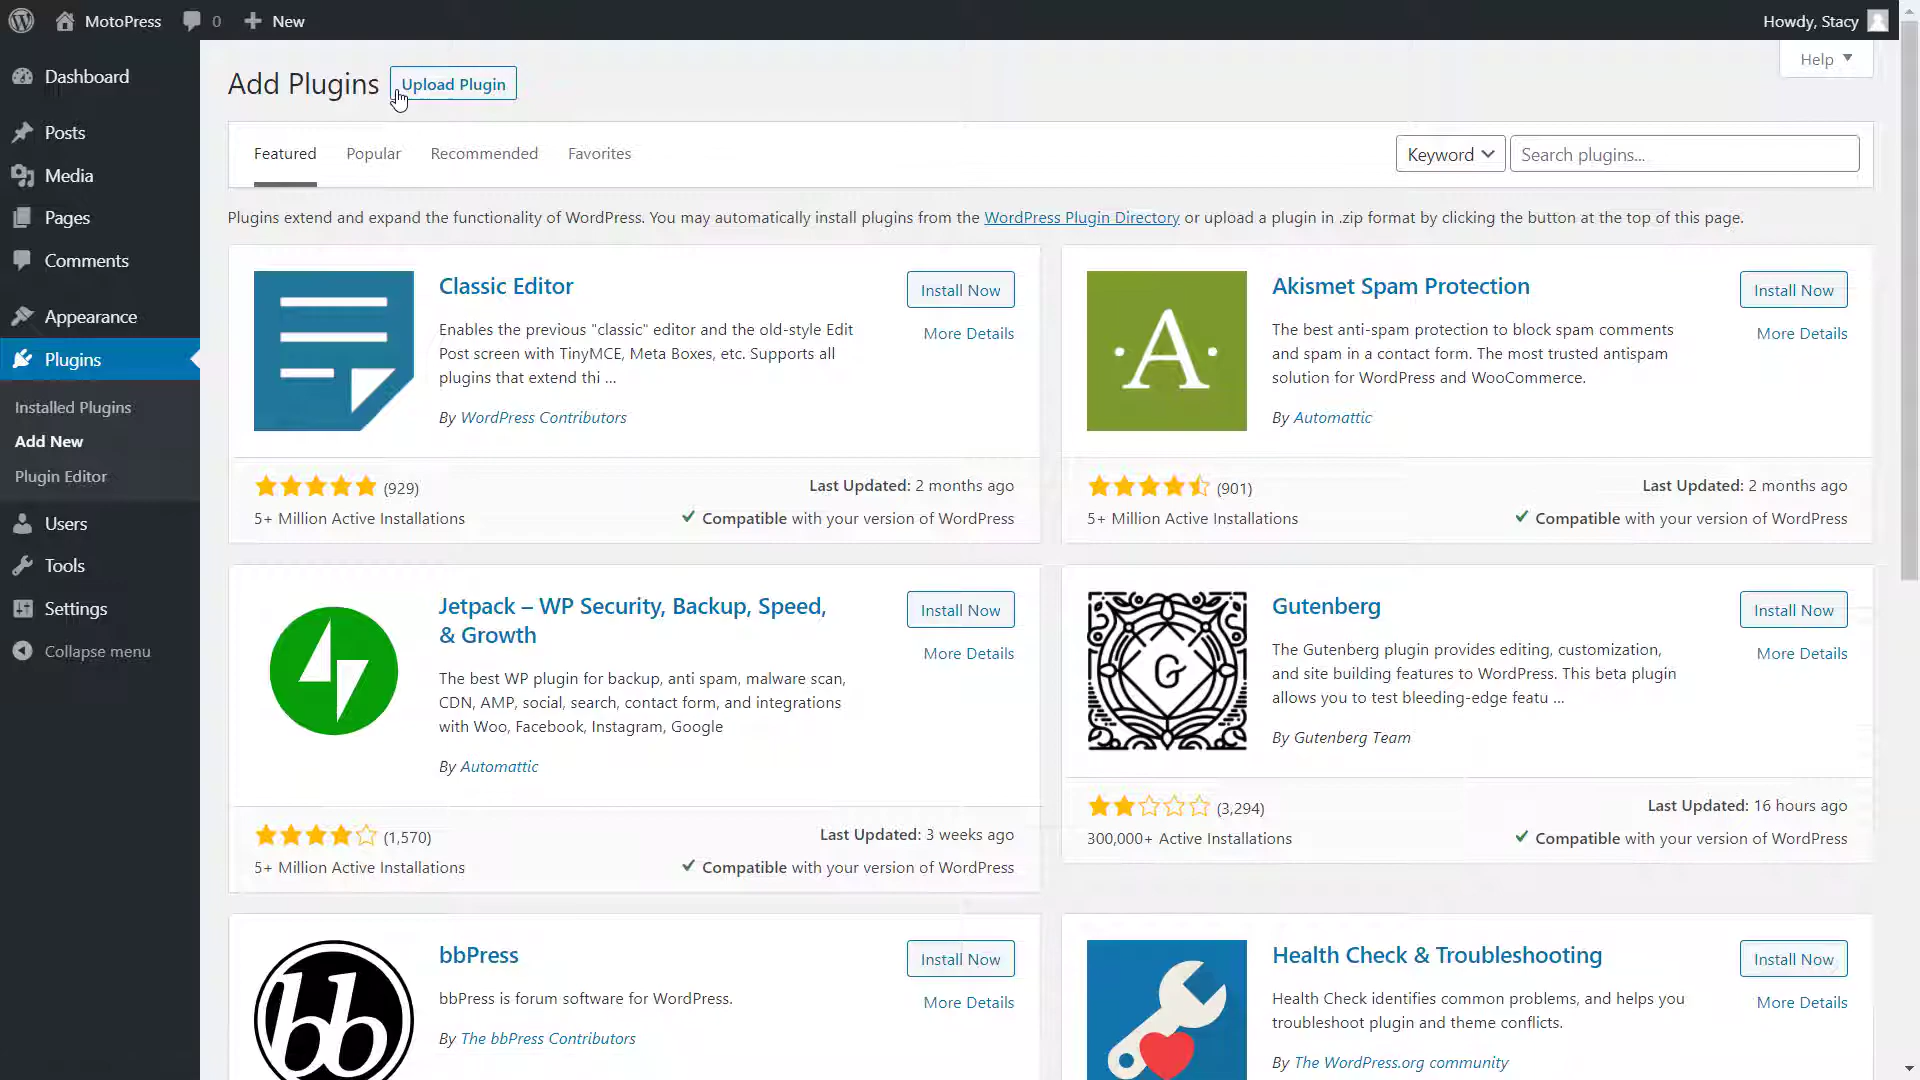 MotoPress 0 New Howdy, Stacy
Dashboard
Posts
Media
Pages
Comments
Appearance
Plugins
Installed Plugins
Add New
Plugin Editor
Users
Tools
Settings
Collapse menu
Help
Add Plugins Upload Plugin
Featured Popular Recommended Favorites Keyword Search plugins...
Plugins extend and expand the functionality of WordPress. You may automatically install plugins from the WordPress Plugin Directory or upload a plugin in .zip format by clicking the button at the top of this page.
Classic Editor
Install Now
More Details
Enables the previous "classic" editor and the old-style Edit
Post screen with TinyMCE, Meta Boxes, etc. Supports all
plugins that extend thi ...
By WordPress Contributors
(929)
Last Updated: 2 months ago
5+ Million Active Installations
Compatible with your version of WordPress
A
Akismet Spam Protection
Install Now
More Details
The best anti-spam protection to block spam comments
and spam in a contact form. The most trusted antispam
solution for WordPress and WooCommerce.
By Automattic
(901)
Last Updated: 2 months ago
5+ Million Active Installations
Compatible with your version of WordPress
Jetpack – WP Security, Backup, Speed,
& Growth
Install Now
More Details
The best WP plugin for backup, anti spam, malware scan,
CDN, AMP, social, search, contact form, and integrations
with Woo, Facebook, Instagram, Google
By Automattic
(1,570)
Last Updated: 3 weeks ago
5+ Million Active Installations
Compatible with your version of WordPress
G
Gutenberg
Install Now
More Details
The Gutenberg plugin provides editing, customization,
and site building features to WordPress. This beta plugin
allows you to test bleeding-edge featu ...
By Gutenberg Team
(3,294)
Last Updated: 16 hours ago
300,000+ Active Installations
Compatible with your version of WordPress
bb
bbPress
Install Now
More Details
bbPress is forum software for WordPress.
By The bbPress Contributors
Health Check & Troubleshooting
Install Now
More Details
Health Check identifies common problems, and helps you
troubleshoot plugin and theme conflicts.
By The WordPress.org community